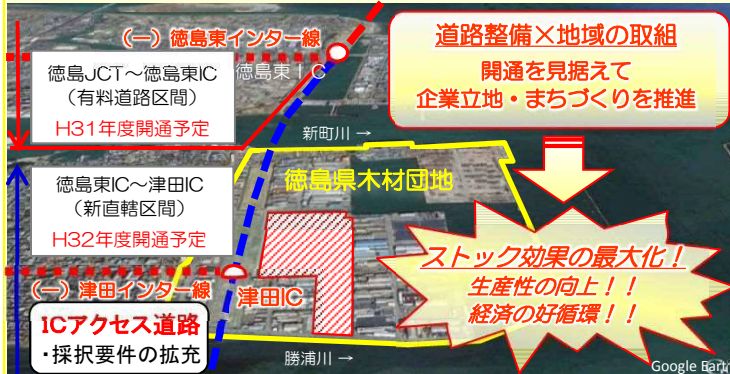 (一)徳島東インター線
徳島東IC
徳島JCT～徳島東IC
(有料道路区間)
H31年度開通予定
道路整備×地域の取組
開通を見据えて
企業立地・まちづくりを推進
新町川 →
徳島県木材団地
徳島東IC～津田IC
(新直轄区間)
H32年度開通予定
(一)津田インター線
津田IC
ICアクセス道路
・採択要件の拡充
ストック効果の最大化！
生産性の向上！！
経済の好循環！！
勝浦川 →
Google Earth